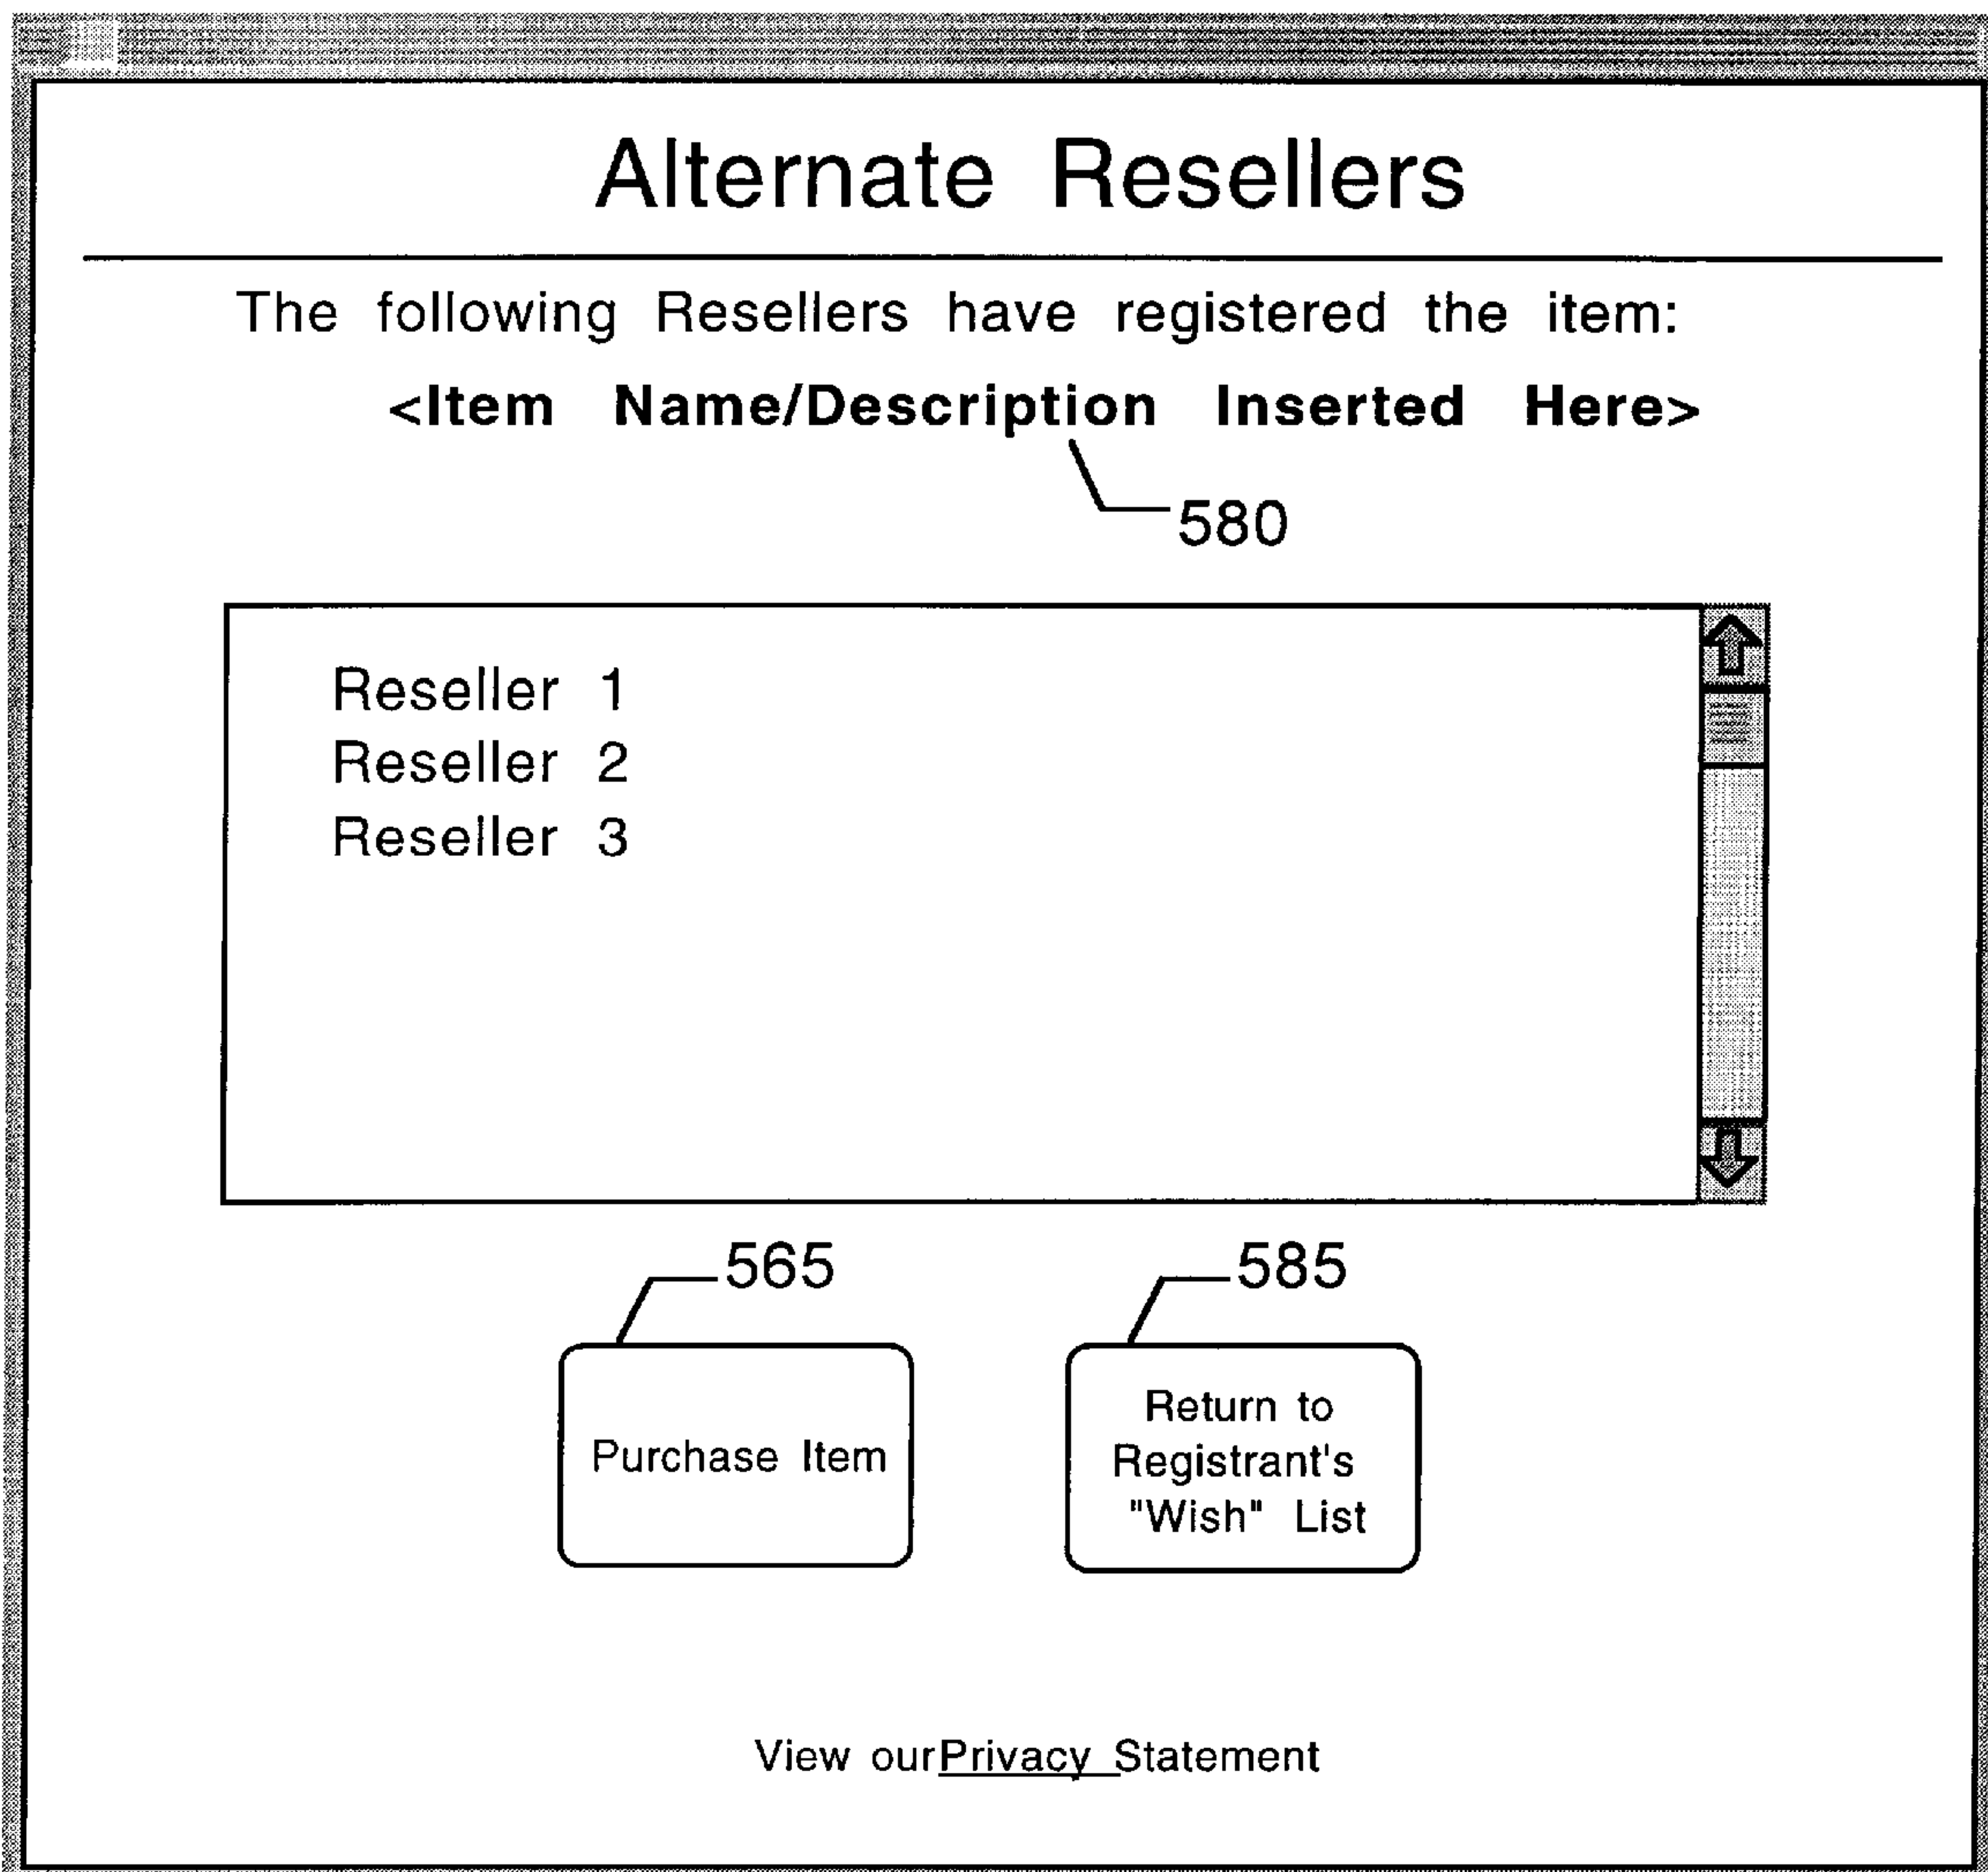 Alternate Resellers
The following Resellers have registered the item:
<Item Name/Description Inserted Here>
580
Reseller 1
Reseller 2
Reseller 3
565
585
Purchase Item
Return to
Registrant's
"Wish" List
View our Privacy Statement